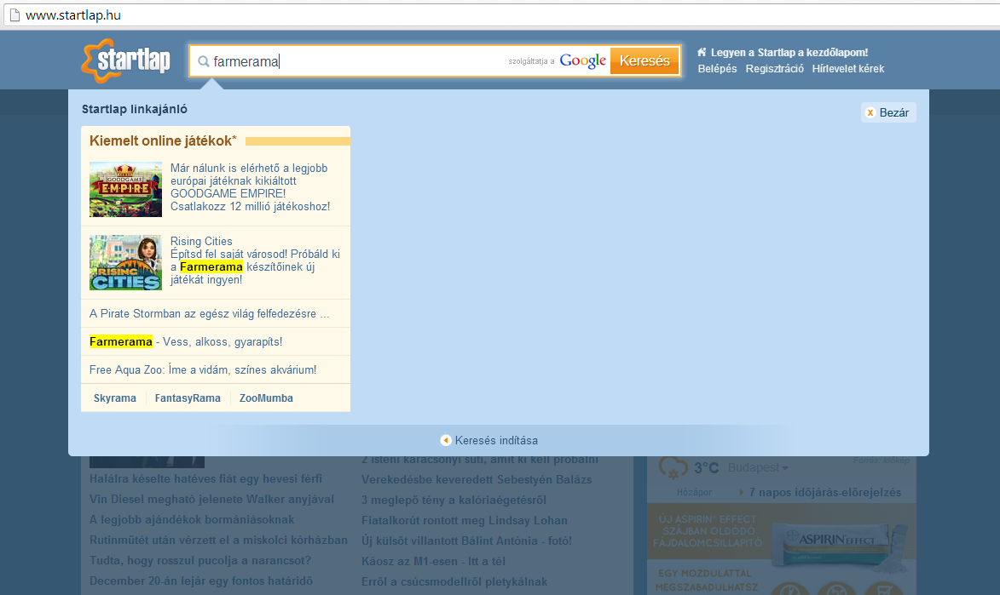 www.startlap.hu
startlap
farmerama
szolgáltatja a Google
Keresés
Legyen a Startlap a kezdőlapom!
Belépés Regisztráció Hírlevelet kérek
Startlap linkajánló
x Bezár
Kiemelt online játékok*
GOODGAME
EMPIRE
Már nálunk is elérhető a legjobb
európai játéknak kikiáltott
GOODGAME EMPIRE!
Csatlakozz 12 millió játékoshoz!
RISING
CITIES
Rising Cities
Építsd fel saját városod! Próbáld ki
a Farmerama készítőinek új
játékát ingyen!
A Pirate Stormban az egész világ felfedezésre ...
Farmerama - Vess, alkoss, gyarapíts!
Free Aqua Zoo: Íme a vidám, színes akvárium!
Skyrama FantasyRama ZooMumba
Keresés indítása
Halálra késelte hatéves fiát egy hevesi férfi
Vin Diesel megható jelenete Walker anyjával
A legjobb ajándékok bormániásoknak
Rutinműtét után vérzett el a miskolci kórházban
Tudta, hogy rosszul pucolja a narancsot?
December 20-án lejár egy fontos határidő
2 isteni karácsonyi süti, amit ki kell próbálni
Verekedésbe keveredett Sebestyén Balázs
3 meglepő tény a kalóriaégetésről
Fiatalkorút rontott meg Lindsay Lohan
Új külsőt villantott Bálint Antónia - fotó!
Káosz az M1-esen - Itt a tél
Erről a csúcsmodellről pletykálnak
Forrás: Időkép
3°C Budapest
Hózápor
7 napos időjárás-előrejelzés
ÚJ ASPIRIN® EFFECT
SZÁJBAN OLDÓDÓ
FÁJDALOMCSILLAPÍTÓ
ASPIRIN EFFECT
EGY MOZDULATTAL
MEGSZABADULHATSZ